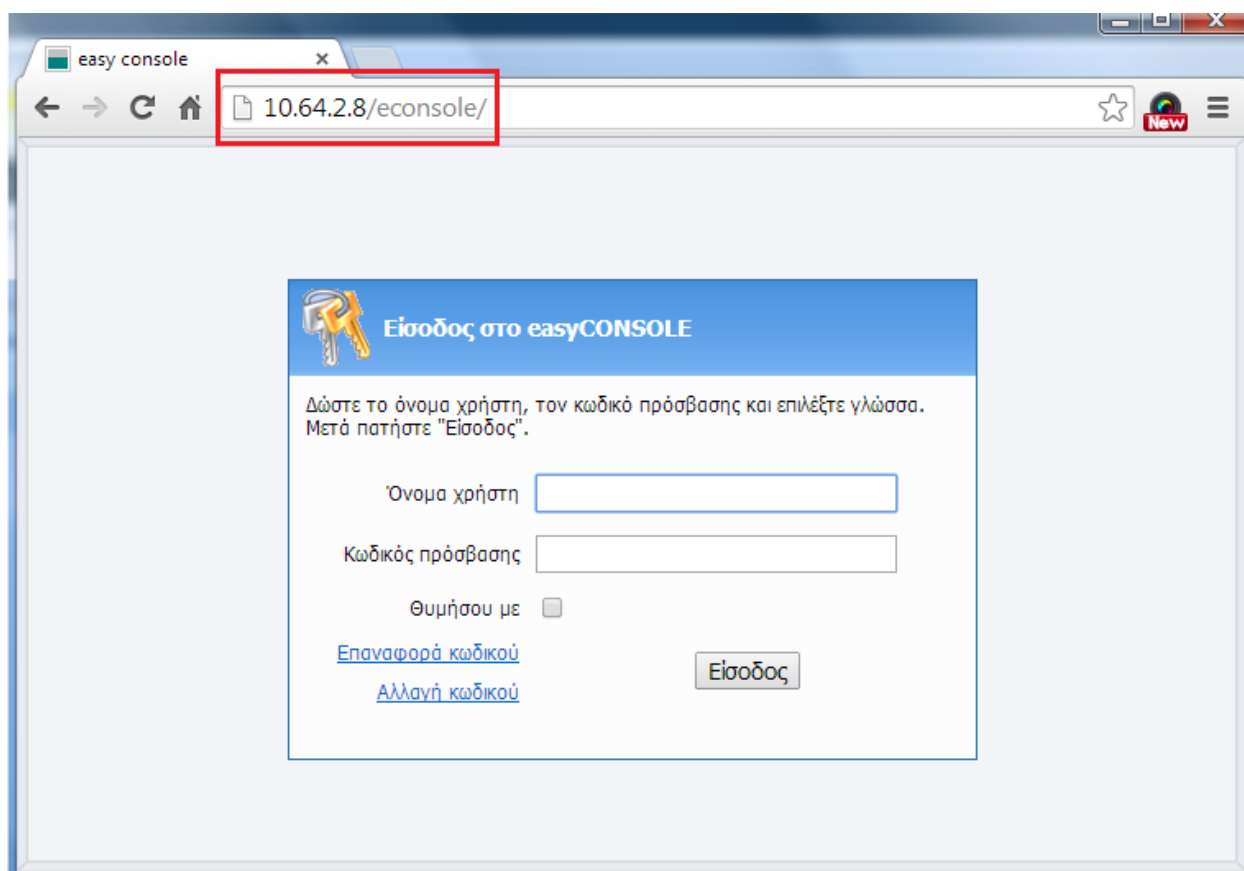 easy console
10.64.2.8/econsole/
New
Είσοδος στο easyCONSOLE
Δώστε το όνομα χρήστη, τον κωδικό πρόσβασης και επιλέξτε γλώσσα.
Μετά πατήστε "Είσοδος".
Όνομα χρήστη
Κωδικός πρόσβασης
Θυμήσου με
Επαναφορά κωδικού
Είσοδος
Αλλαγή κωδικού